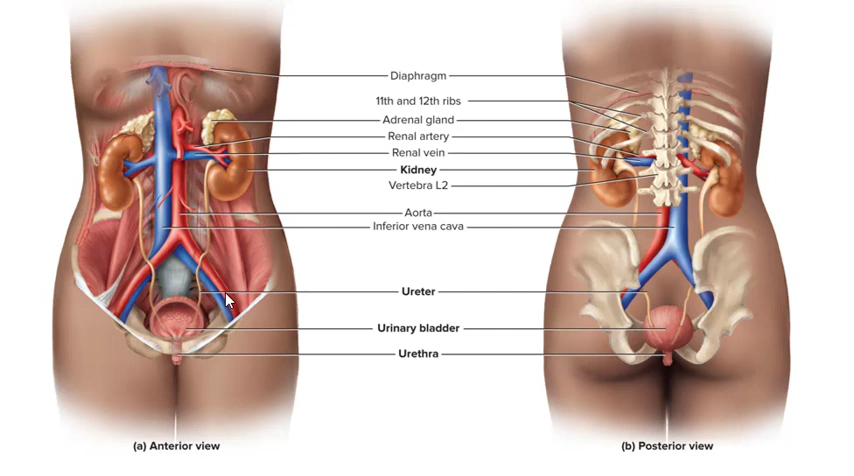 Diaphragm
11th and 12th ribs
Adrenal gland
Renal artery
Renal vein
Kidney
Vertebra L2
Aorta
Inferior vena cava
Ureter
Urinary bladder
Urethra
(a) Anterior view
(b) Posterior view